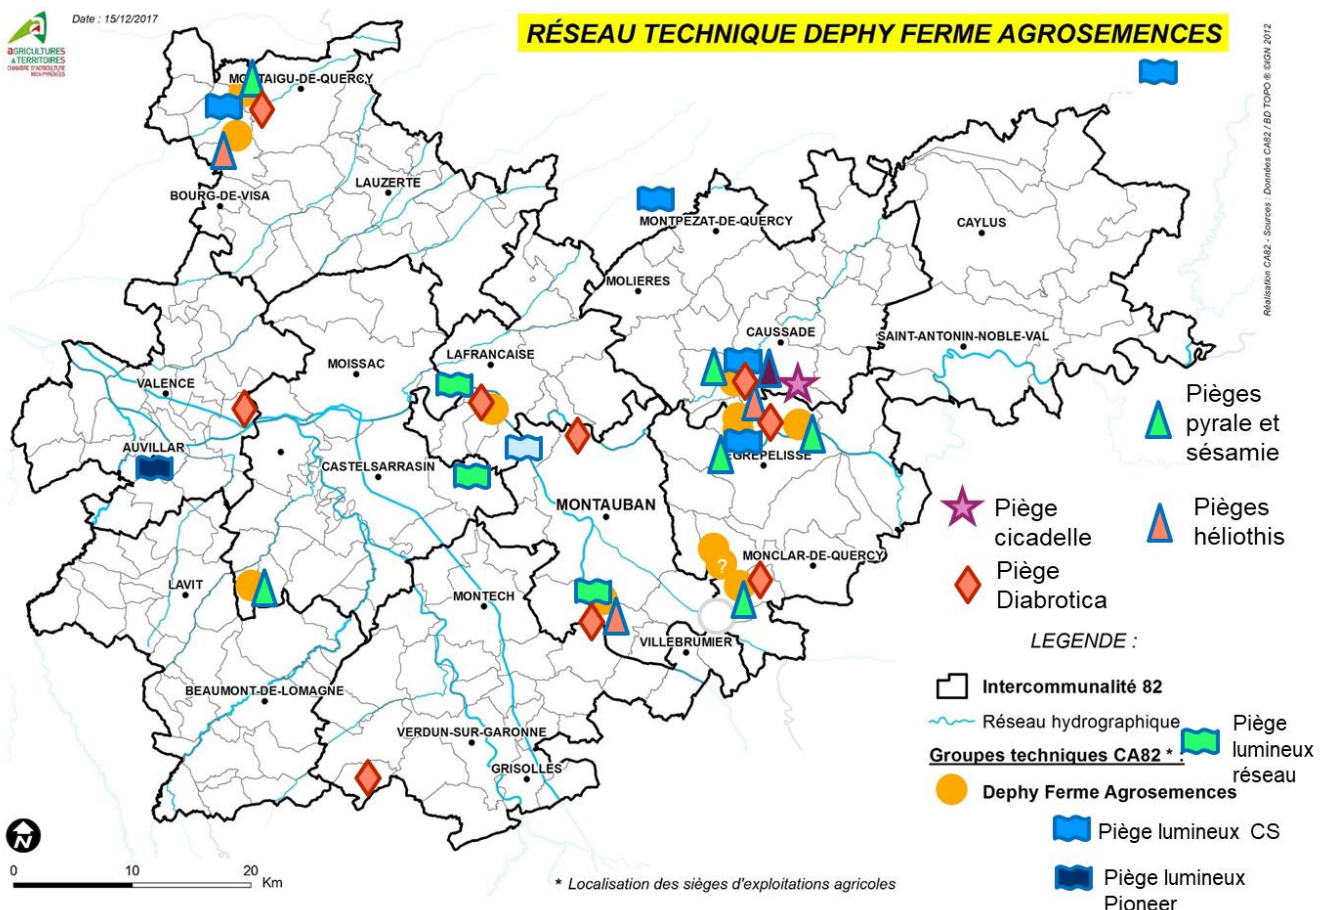 Date : 15/12/2017
RÉSEAU TECHNIQUE DEPHY FERME AGROSEMENCES
AGRICULTURES
& TERRITOIRES
CHAMBRE D'AGRICULTURE
MIDI-PYRÉNÉES
Réalisation CA82 - Sources : Données CA82 / BD TOPO ® ©IGN 2012
MONTAIGU-DE-QUERCY
BOURG-DE-VISA
LAUZERTE
MONTPEZAT-DE-QUERCY
CAYLUS
MOLIERES
CAUSSADE
SAINT-ANTONIN-NOBLE-VAL
LAFRANCAISE
MOISSAC
VALENCE
AUVILLAR
CASTELSARRASIN
MONTAUBAN
EGREPELISSE
MONCLAR-DE-QUERCY
?
LAVIT
MONTECH
VILLEBRUMIER
BEAUMONT-DE-LOMAGNE
VERDUN-SUR-GARONNE
GRISOLLES
Pièges
pyrale et
sésamie
Piège
cicadelle
Pièges
héliothis
Piège
Diabrotica
LEGENDE :
Intercommunalité 82
Réseau hydrographique
Groupes techniques CA82 * :
Piège
lumineux
réseau
Dephy Ferme Agrosemences
Piège lumineux CS
Piège lumineux
Pioneer
N
0 10 20
Km
* Localisation des sièges d'exploitations agricoles